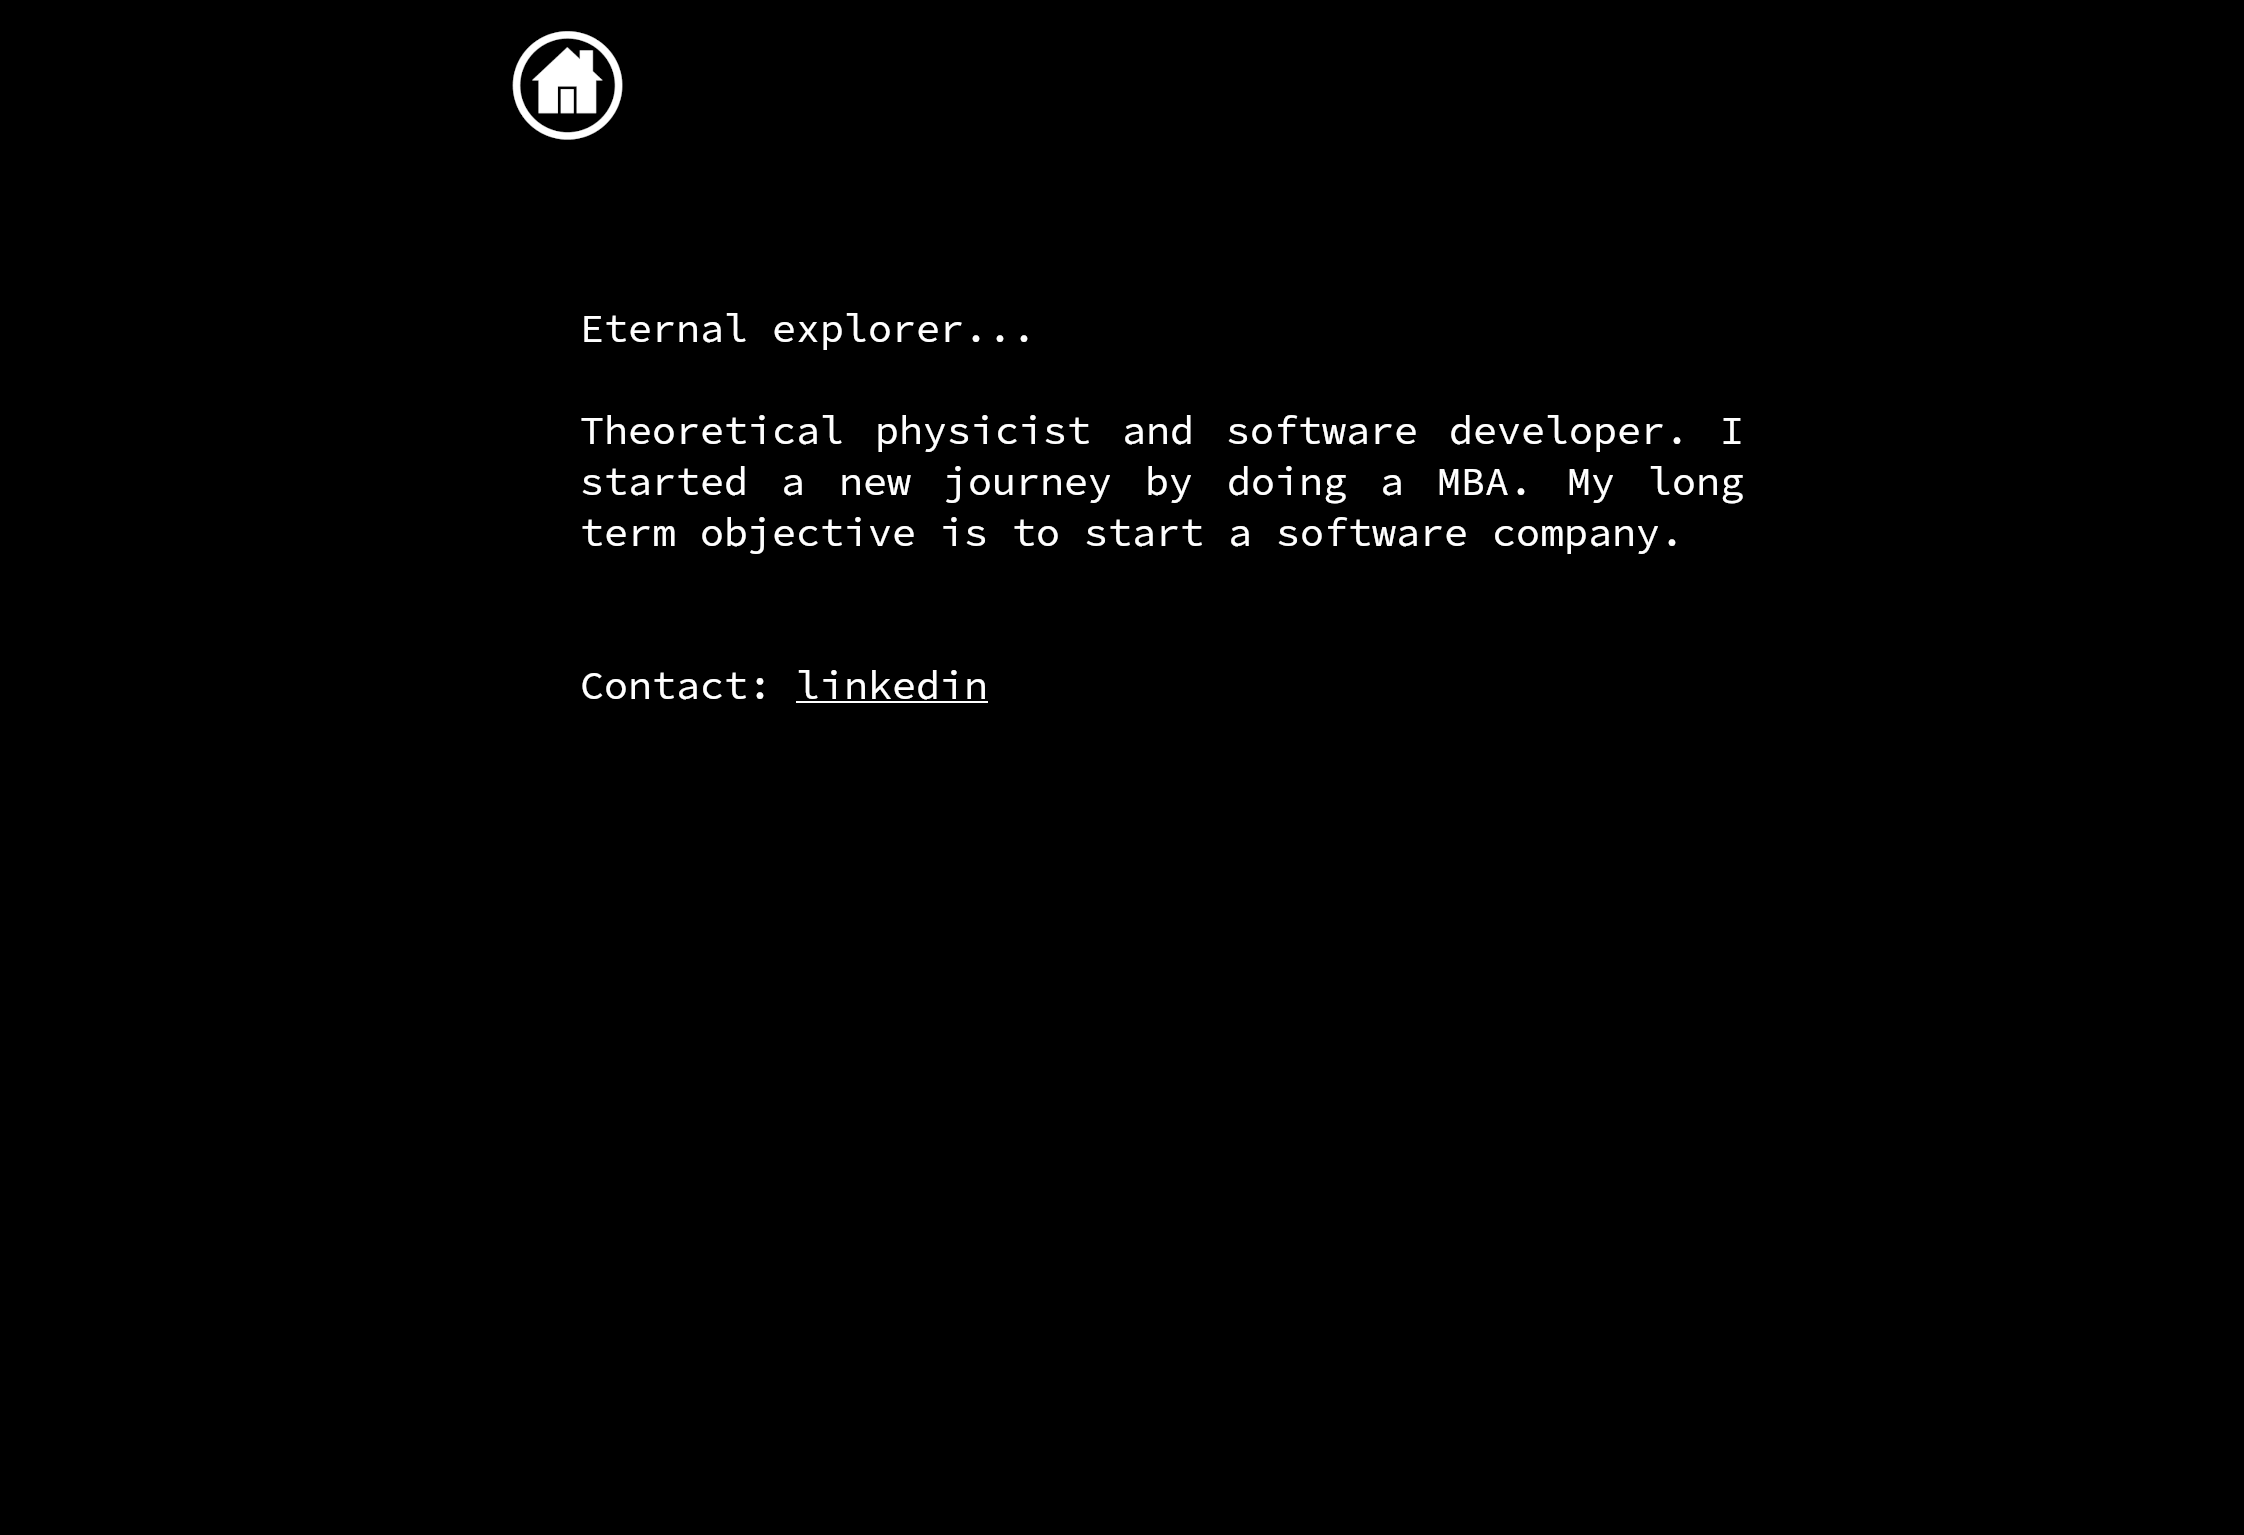 Eternal explorer...
Theoretical physicist and software developer. I
started a new journey by doing a MBA. My long
term objective is to start a software company.
Contact: linkedin